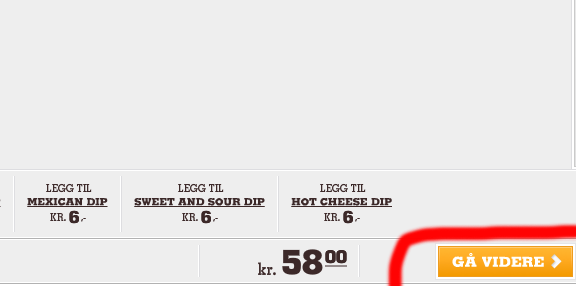 LEGG TIL
MEXICAN DIP
KR. 6,-
LEGG TIL
SWEET AND SOUR DIP
KR. 6,-
LEGG TIL
HOT CHEESE DIP
KR. 6,-
kr. 58 00
GÅ VIDERE